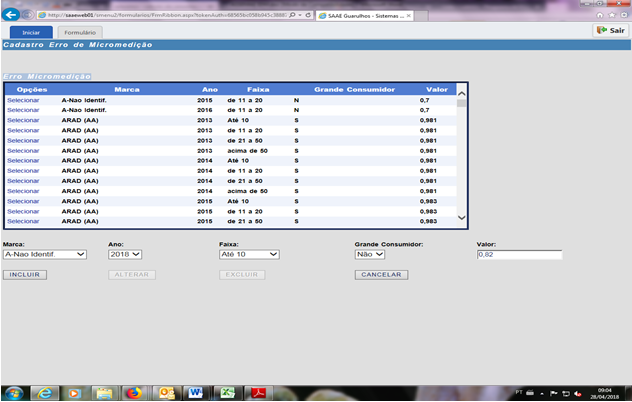 SAAE Guarulhos - Sistemas ...
Iniciar
Formulário
Sair
Cadastro Erro de Micromedição
Erro Micromedição
Opções Marca Ano Faixa Grande Consumidor Valor
Selecionar A-Nao Identif. 2015 de 11 a 20 N 0,7
Selecionar A-Nao Identif. 2016 de 11 a 20 N 0,7
Selecionar ARAD (AA) 2013 Até 10 S 0,981
Selecionar ARAD (AA) 2013 de 11 a 20 S 0,981
Selecionar ARAD (AA) 2013 de 21 a 50 S 0,981
Selecionar ARAD (AA) 2013 acima de 50 S 0,981
Selecionar ARAD (AA) 2014 Até 10 S 0,981
Selecionar ARAD (AA) 2014 de 11 a 20 S 0,981
Selecionar ARAD (AA) 2014 de 21 a 50 S 0,981
Selecionar ARAD (AA) 2014 acima de 50 S 0,981
Selecionar ARAD (AA) 2015 Até 10 S 0,983
Selecionar ARAD (AA) 2015 de 11 a 20 S 0,983
Selecionar ARAD (AA) 2015 de 21 a 50 S 0,983
Marca: Ano: Faixa: Grande Consumidor: Valor:
A-Nao Identif. 2018 Até 10 Não 0,82
INCLUIR ALTERAR EXCLUIR CANCELAR
PT
09:04
28/04/2018